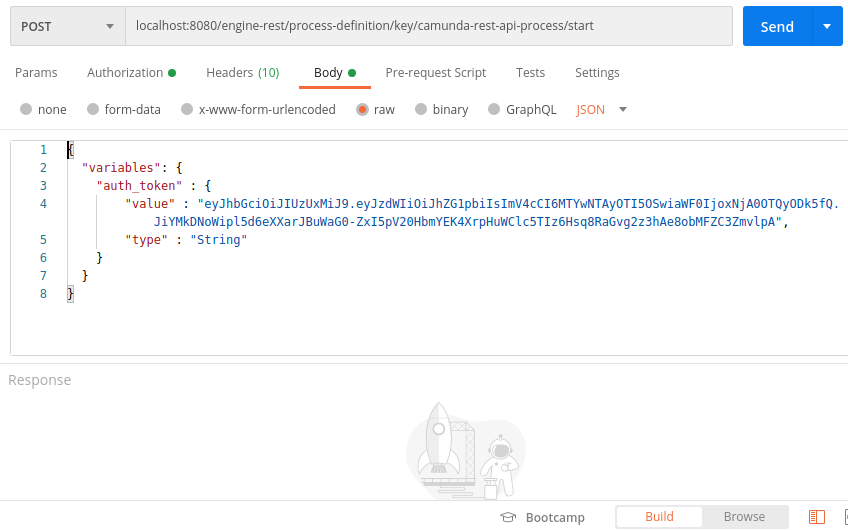 POST localhost:8080/engine-rest/process-definition/key/camunda-rest-api-process/start Send
Params Authorization Headers (10) Body Pre-request Script Tests Settings
none form-data x-www-form-urlencoded raw binary GraphQL JSON
1 {
2 "variables": {
3 "auth_token" : {
4 "value" : "eyJhbGciOiJIUzUxMiJ9.eyJzdWIiOiJhZG1pbiIsImV4cCI6MTYwNTAyOTI5OSwiaWF0IjoxNjA0OTQyODk5fQ.
JiYMkDNoWipl5d6eXXarJBuWaG0-ZxI5pV20HbmYEK4XrpHuWClc5TIz6Hsq8RaGvg2z3hAe8obMFZC3ZmvlpA",
5 "type" : "String"
6 }
7 }
8 }
Response
Bootcamp Build Browse